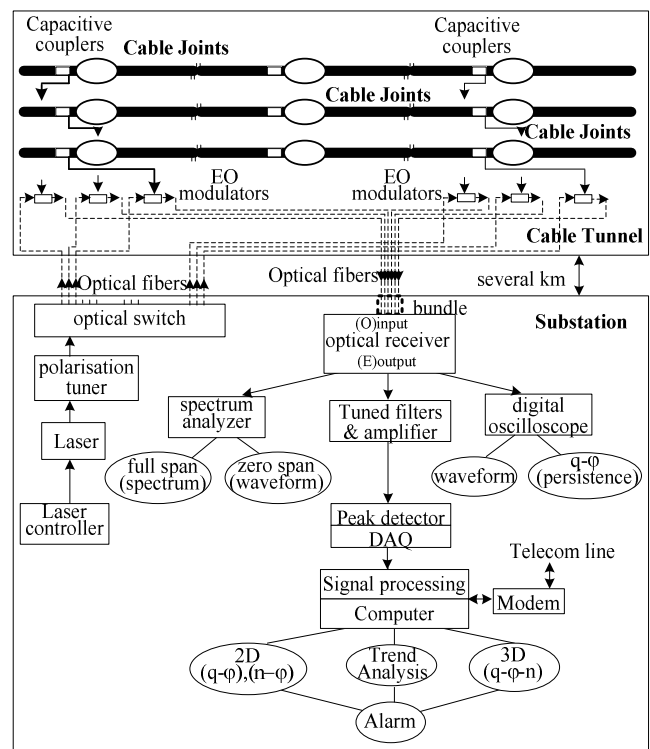 Capacitive
couplers
Cable Joints
Capacitive
couplers
Cable Joints
Cable Joints
EO
modulators
EO
modulators
Cable Tunnel
Optical fibers
Optical fibers
several km
bundle
Substation
optical switch
(O)input
optical receiver
(E)output
polarisation
tuner
spectrum
analyzer
Tuned filters
& amplifier
digital
oscilloscope
Laser
full span
(spectrum)
zero span
(waveform)
waveform
q-φ
(persistence)
Laser
controller
Peak detector
DAQ
Telecom line
Signal processing
Computer
Modem
2D
(q-φ),(n–φ)
Trend
Analysis
3D
(q-φ-n)
Alarm